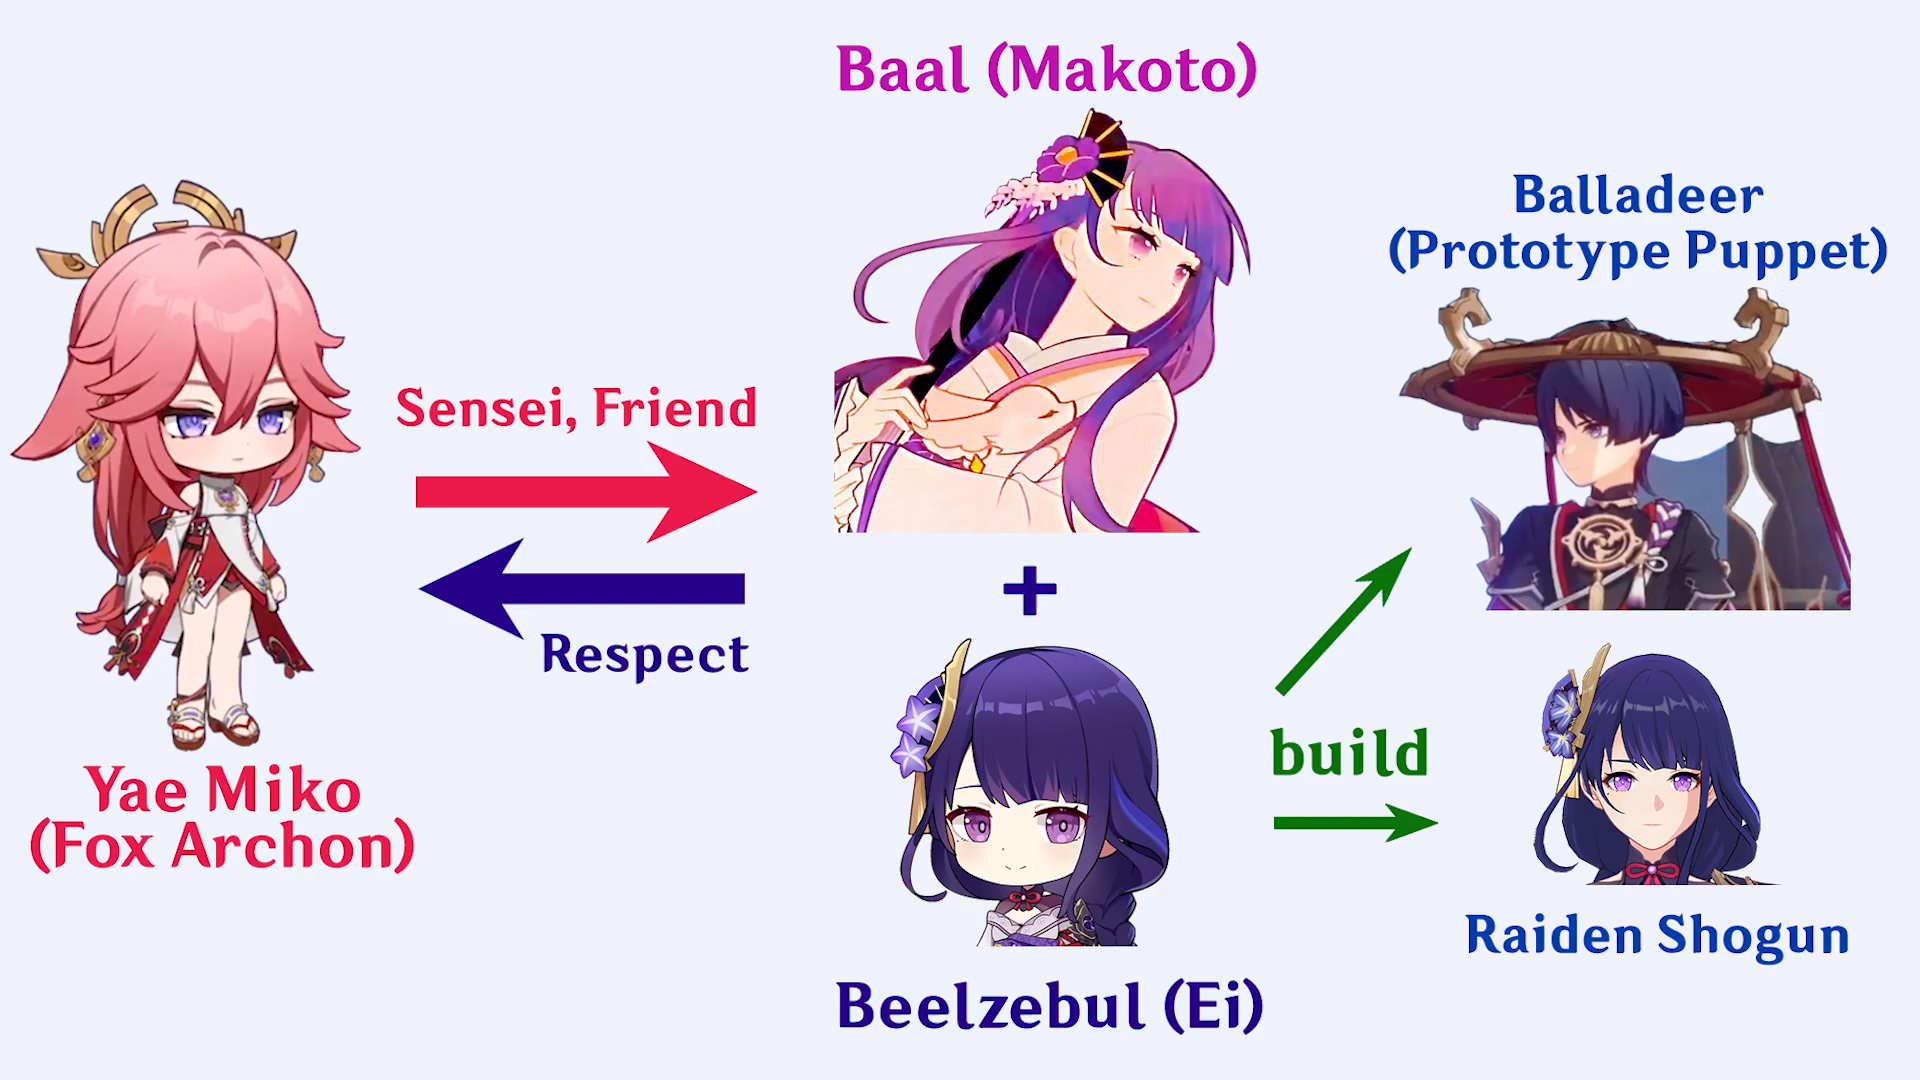 Baal (Makoto)
Balladeer
(Prototype Puppet)
Sensei, Friend
+
Respect
build
Yae Miko
(Fox Archon)
Raiden Shogun
Beelzebul (Ei)